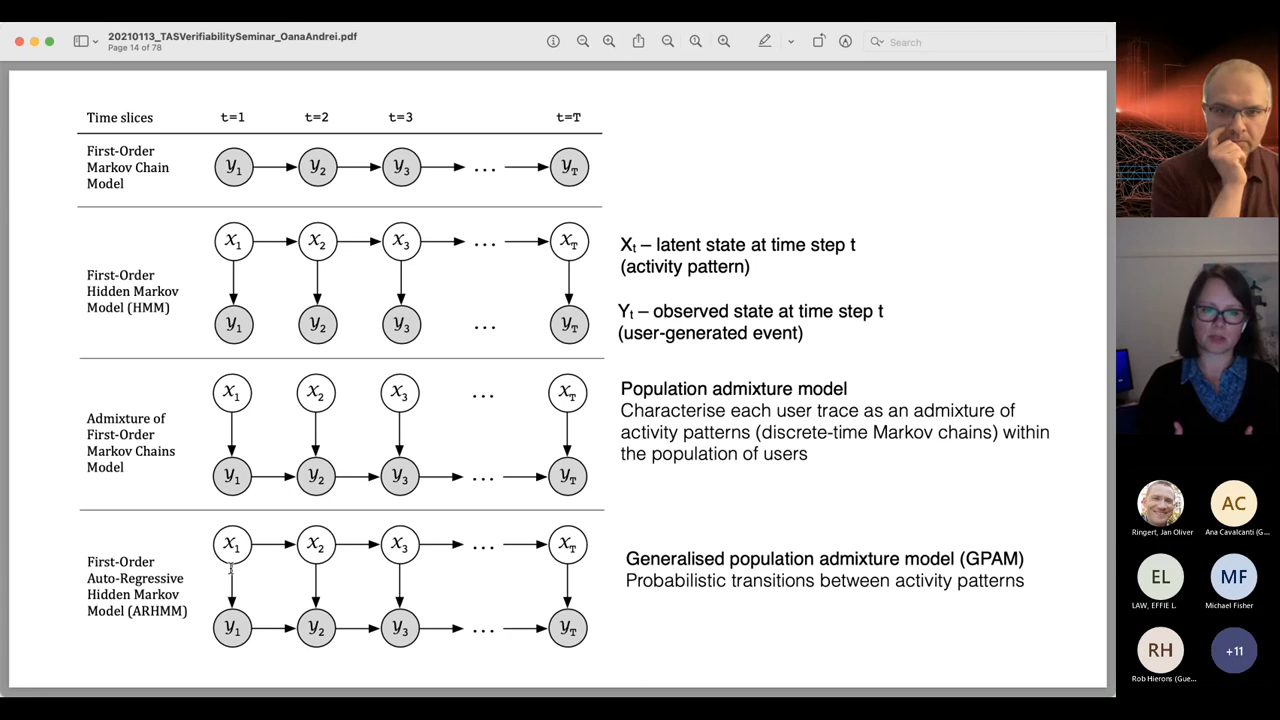 20210113_TASVerifiabilitySeminar_OanaAndrei.pdf
Page 14 of 78
Search
Time slices t=1 t=2 t=3 t=T
First-Order
Markov Chain
Model
y1 y2 y3 ... yT
First-Order
Hidden Markov
Model (HMM)
x1 x2 x3 ... xT
y1 y2 y3 ... yT
Xt – latent state at time step t
(activity pattern)
Yt – observed state at time step t
(user-generated event)
Admixture of
First-Order
Markov Chains
Model
x1 x2 x3 ... xT
y1 y2 y3 ... yT
Population admixture model
Characterise each user trace as an admixture of
activity patterns (discrete-time Markov chains) within
the population of users
First-Order
Auto-Regressive
Hidden Markov
Model (ARHMM)
x1 x2 x3 ... xT
y1 y2 y3 ... yT
Generalised population admixture model (GPAM)
Probabilistic transitions between activity patterns
AC
Ringert, Jan Oliver
Ana Cavalcanti (G...
EL
MF
LAW, EFFIE L.
Michael Fisher
RH
+11
Rob Hierons (Gue...